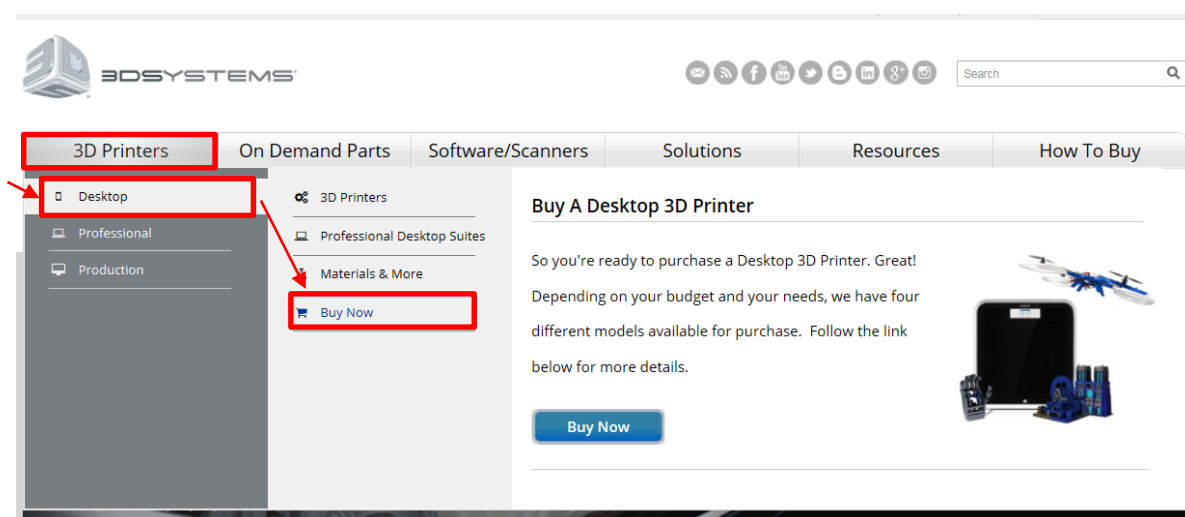 3DSYSTEMS
Search
3D Printers
On Demand Parts
Software/Scanners
Solutions
Resources
How To Buy
Desktop
Professional
Production
3D Printers
Professional Desktop Suites
Materials & More
Buy Now
Buy A Desktop 3D Printer
So you're ready to purchase a Desktop 3D Printer. Great!
Depending on your budget and your needs, we have four
different models available for purchase.  Follow the link
below for more details.
Buy Now